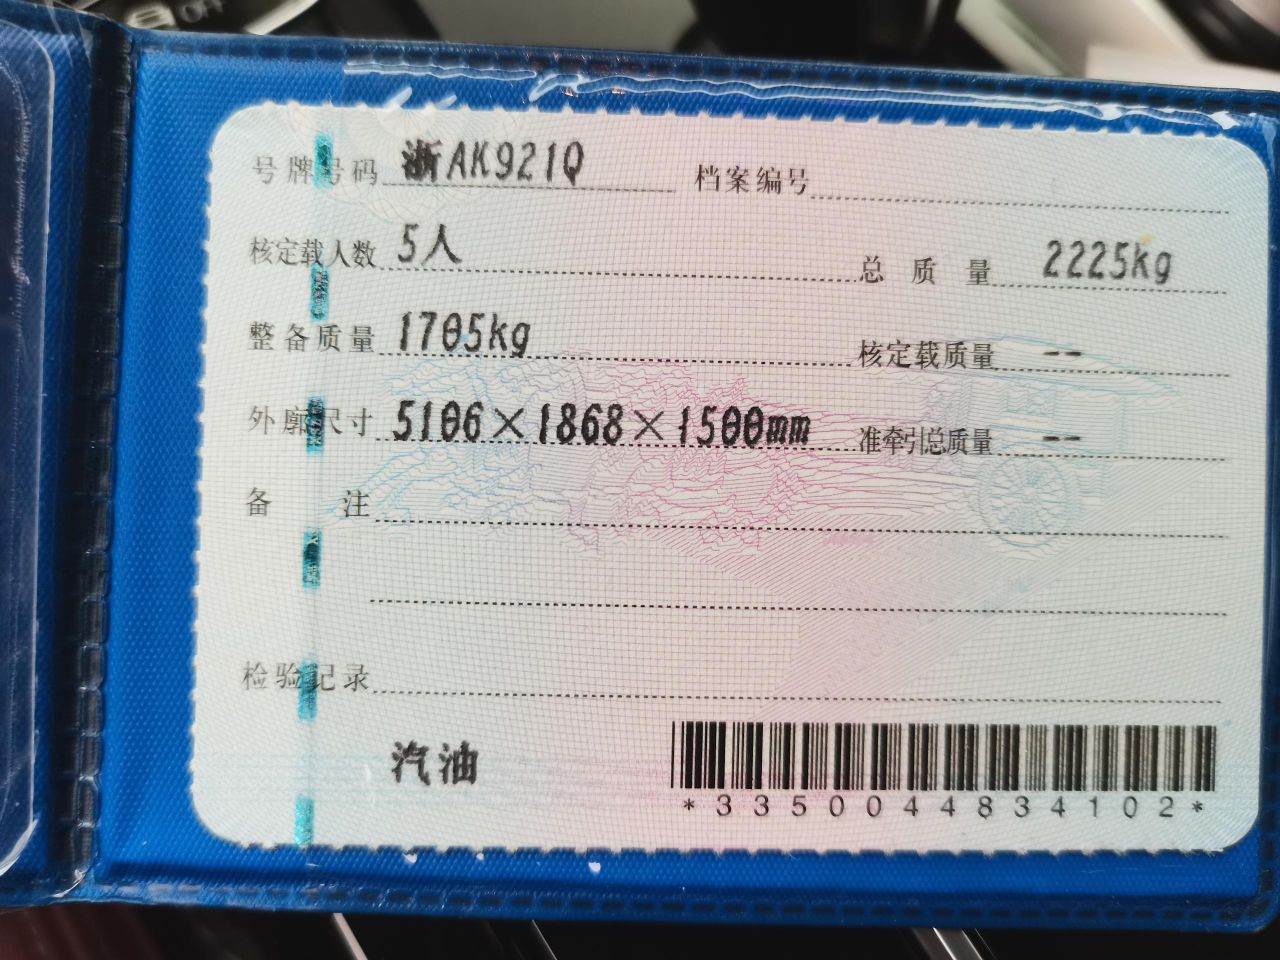 号牌号码 浙AK921Q 档案编号
核定载人数 5人 总质量 2225kg
整备质量 1705kg 核定载质量 --
外廓尺寸 5106×1868×1500mm 准牵引总质量 --
备注
检验记录
汽油
*3350044834102*